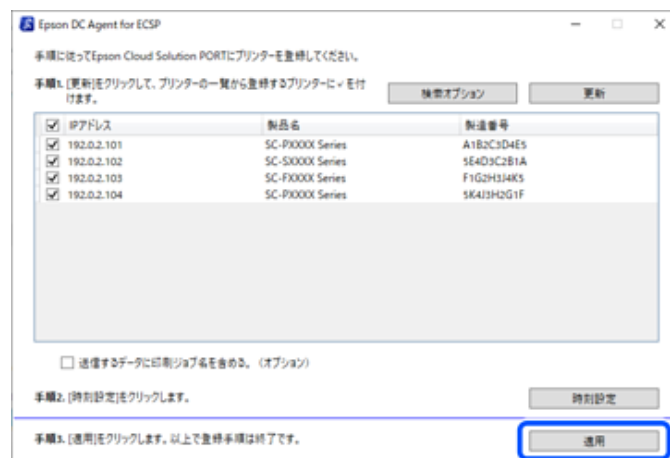 Epson DC Agent for ECSP
手順に従ってEpson Cloud Solution PORTにプリンターを登録してください。
手順1. [更新]をクリックして、プリンターの一覧から登録するプリンターに✓を付
けます。
検索オプション
更新
IPアドレス 製品名 製造番号
192.0.2.101 SC-PXXXX Series A1B2C3D4E5
192.0.2.102 SC-SXXXX Series 5E4D3C2B1A
192.0.2.103 SC-FXXXX Series F1G2H3J4K5
192.0.2.104 SC-PXXXX Series 5K4J3H2G1F
送信するデータに印刷ジョブ名を含める。（オプション）
手順2. [時刻設定]をクリックします。
時刻設定
手順3. [適用]をクリックします。以上で登録手順は終了です。
適用